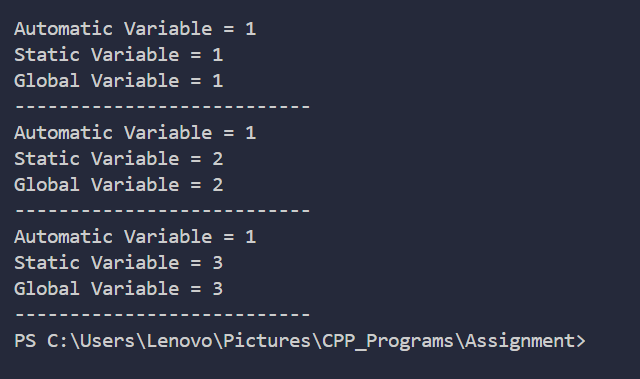 Automatic Variable = 1
Static Variable = 1
Global Variable = 1
---------------------------
Automatic Variable = 1
Static Variable = 2
Global Variable = 2
---------------------------
Automatic Variable = 1
Static Variable = 3
Global Variable = 3
---------------------------
PS C:\Users\Lenovo\Pictures\CPP_Programs\Assignment>